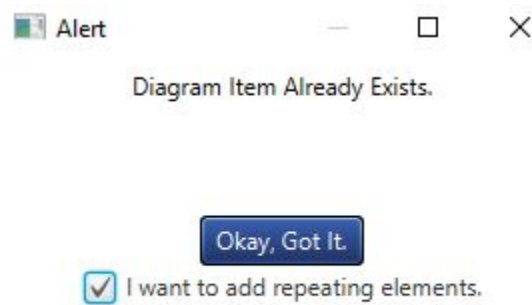 Alert
Diagram Item Already Exists.
Okay, Got It.
I want to add repeating elements.